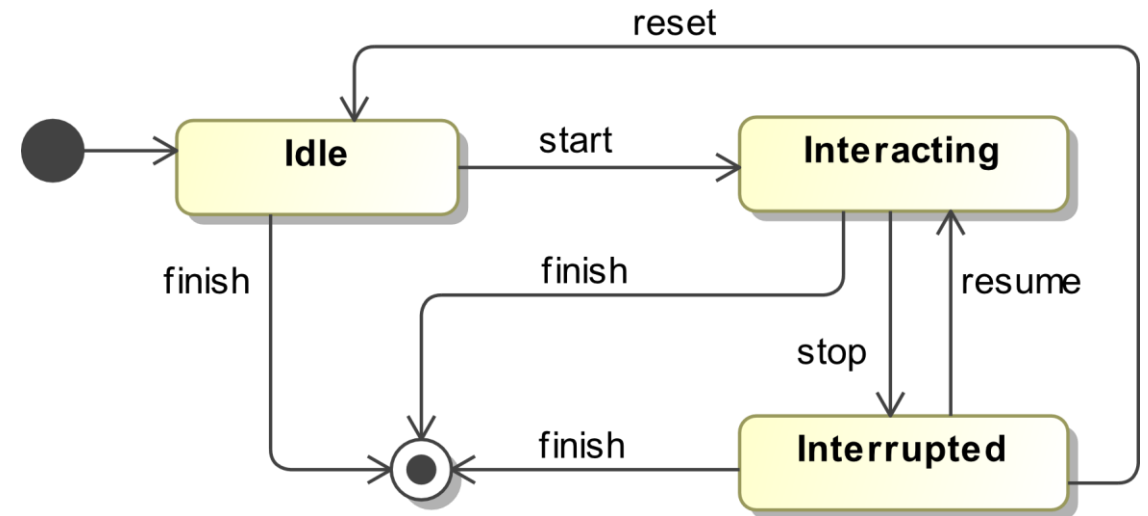 reset
Idle
start
Interacting
finish
finish
resume
stop
finish
Interrupted